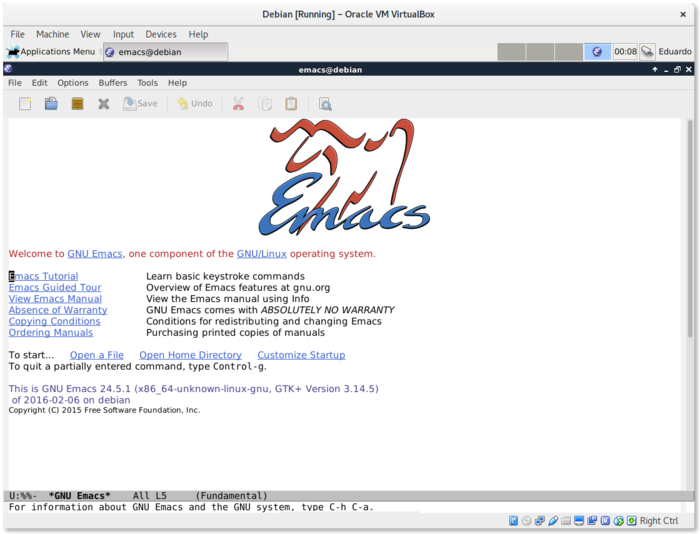 Debian [Running] – Oracle VM VirtualBox
File Machine View Input Devices Help
Applications Menu emacs@debian 00:08 Eduardo
emacs@debian
File Edit Options Buffers Tools Help
Save Undo
Emacs
Welcome to GNU Emacs, one component of the GNU/Linux operating system.
Emacs Tutorial Learn basic keystroke commands
Emacs Guided Tour Overview of Emacs features at gnu.org
View Emacs Manual View the Emacs manual using Info
Absence of Warranty GNU Emacs comes with ABSOLUTELY NO WARRANTY
Copying Conditions Conditions for redistributing and changing Emacs
Ordering Manuals Purchasing printed copies of manuals
To start... Open a File Open Home Directory Customize Startup
To quit a partially entered command, type Control-g.
This is GNU Emacs 24.5.1 (x86_64-unknown-linux-gnu, GTK+ Version 3.14.5)
of 2016-02-06 on debian
Copyright (C) 2015 Free Software Foundation, Inc.
U:%%- *GNU Emacs* All L5 (Fundamental)
For information about GNU Emacs and the GNU system, type C-h C-a.
Right Ctrl